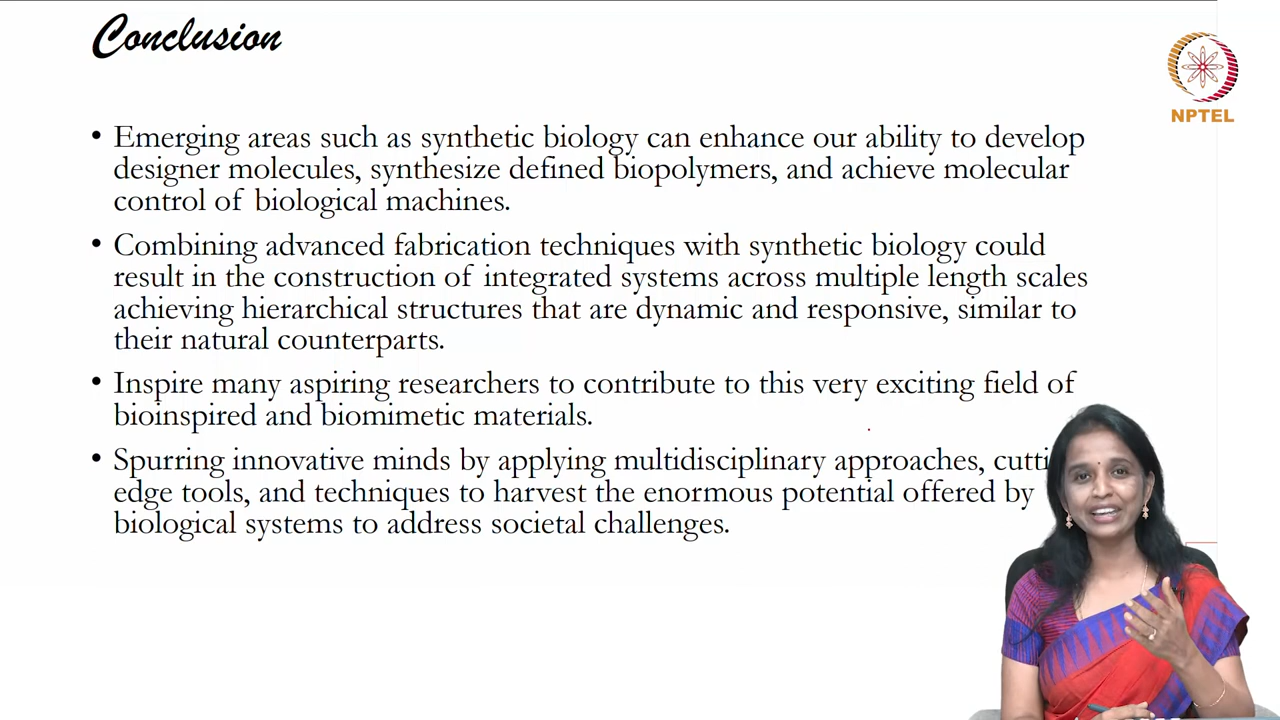 Conclusion
NPTEL
• Emerging areas such as synthetic biology can enhance our ability to develop
designer molecules, synthesize defined biopolymers, and achieve molecular
control of biological machines.
• Combining advanced fabrication techniques with synthetic biology could
result in the construction of integrated systems across multiple length scales
achieving hierarchical structures that are dynamic and responsive, similar to
their natural counterparts.
• Inspire many aspiring researchers to contribute to this very exciting field of
bioinspired and biomimetic materials.
• Spurring innovative minds by applying multidisciplinary approaches,
edge tools, and techniques to harvest the enormous potential offered by
biological systems to address societal challenges.